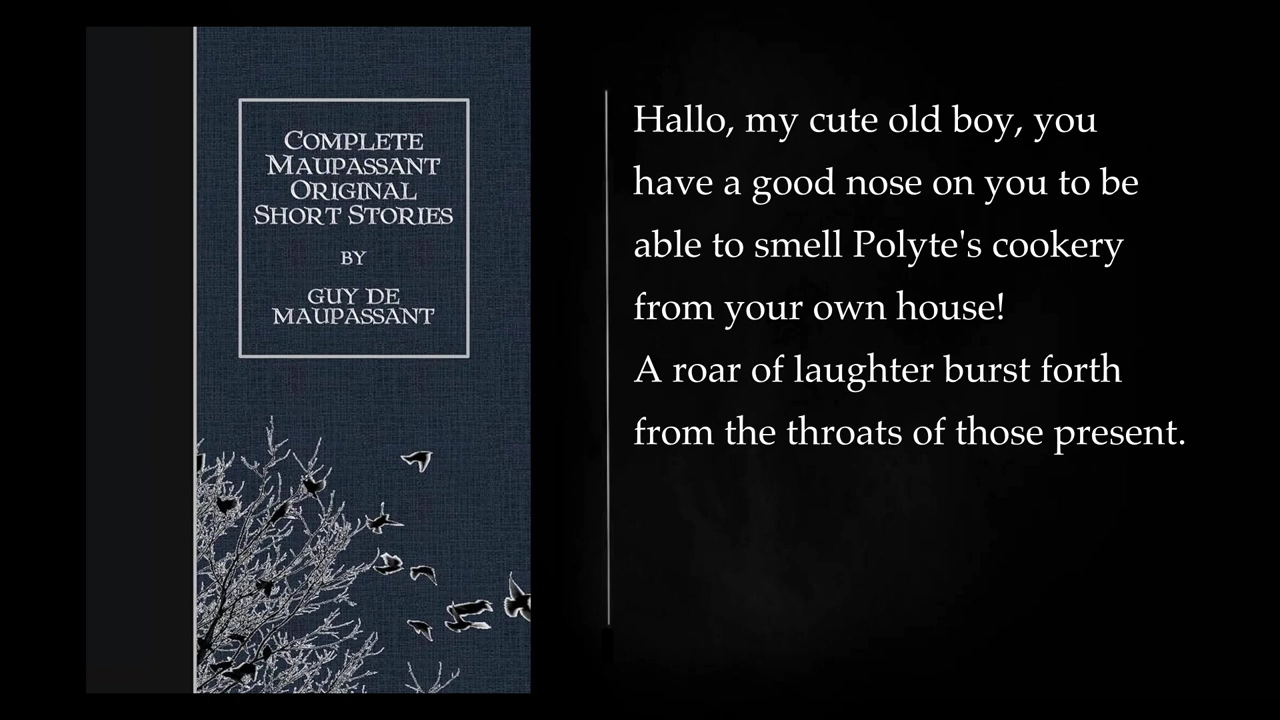 COMPLETE
MAUPASSANT
ORIGINAL
SHORT STORIES
BY
GUY DE
MAUPASSANT
Hallo, my cute old boy, you
have a good nose on you to be
able to smell Polyte's cookery
from your own house!
A roar of laughter burst forth
from the throats of those present.